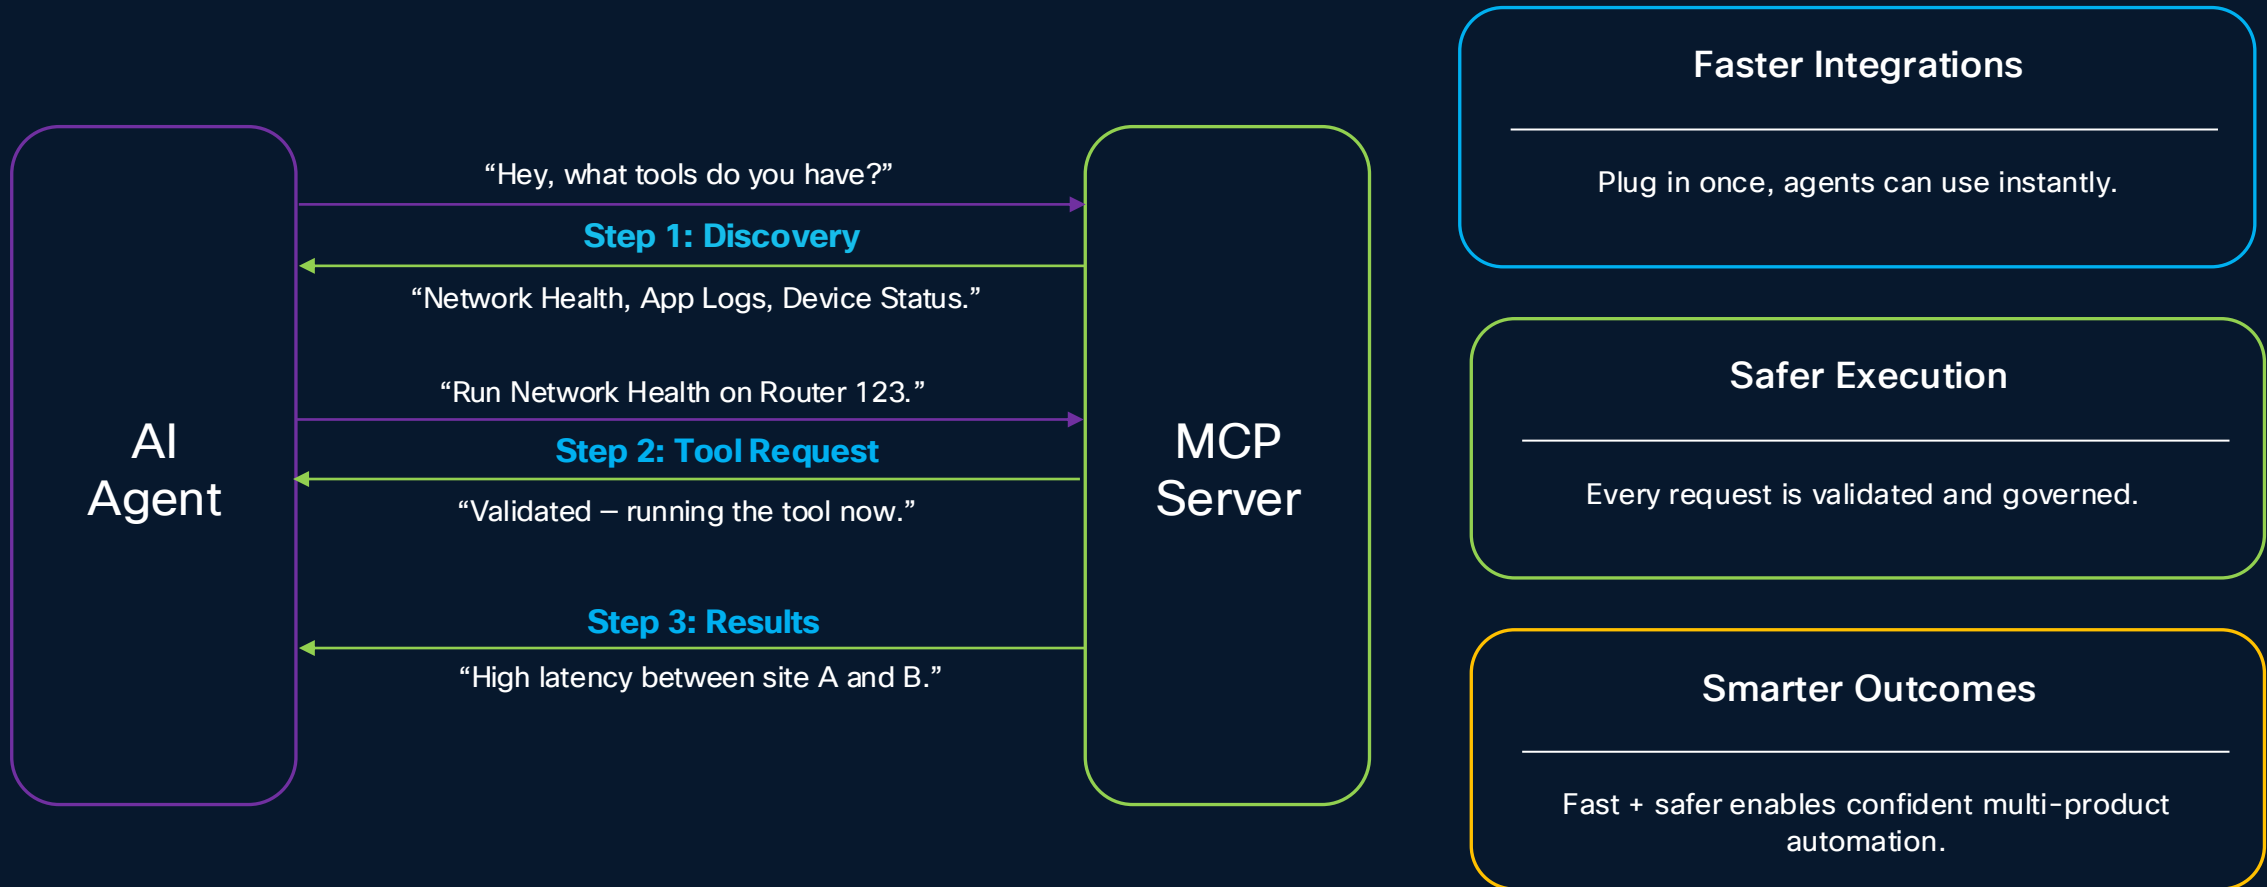 AI
Agent
“Hey, what tools do you have?”
Step 1: Discovery
“Network Health, App Logs, Device Status.”
“Run Network Health on Router 123.”
Step 2: Tool Request
“Validated – running the tool now.”
Step 3: Results
“High latency between site A and B.”
MCP
Server
Faster Integrations
Plug in once, agents can use instantly.
Safer Execution
Every request is validated and governed.
Smarter Outcomes
Fast + safer enables confident multi-product
automation.